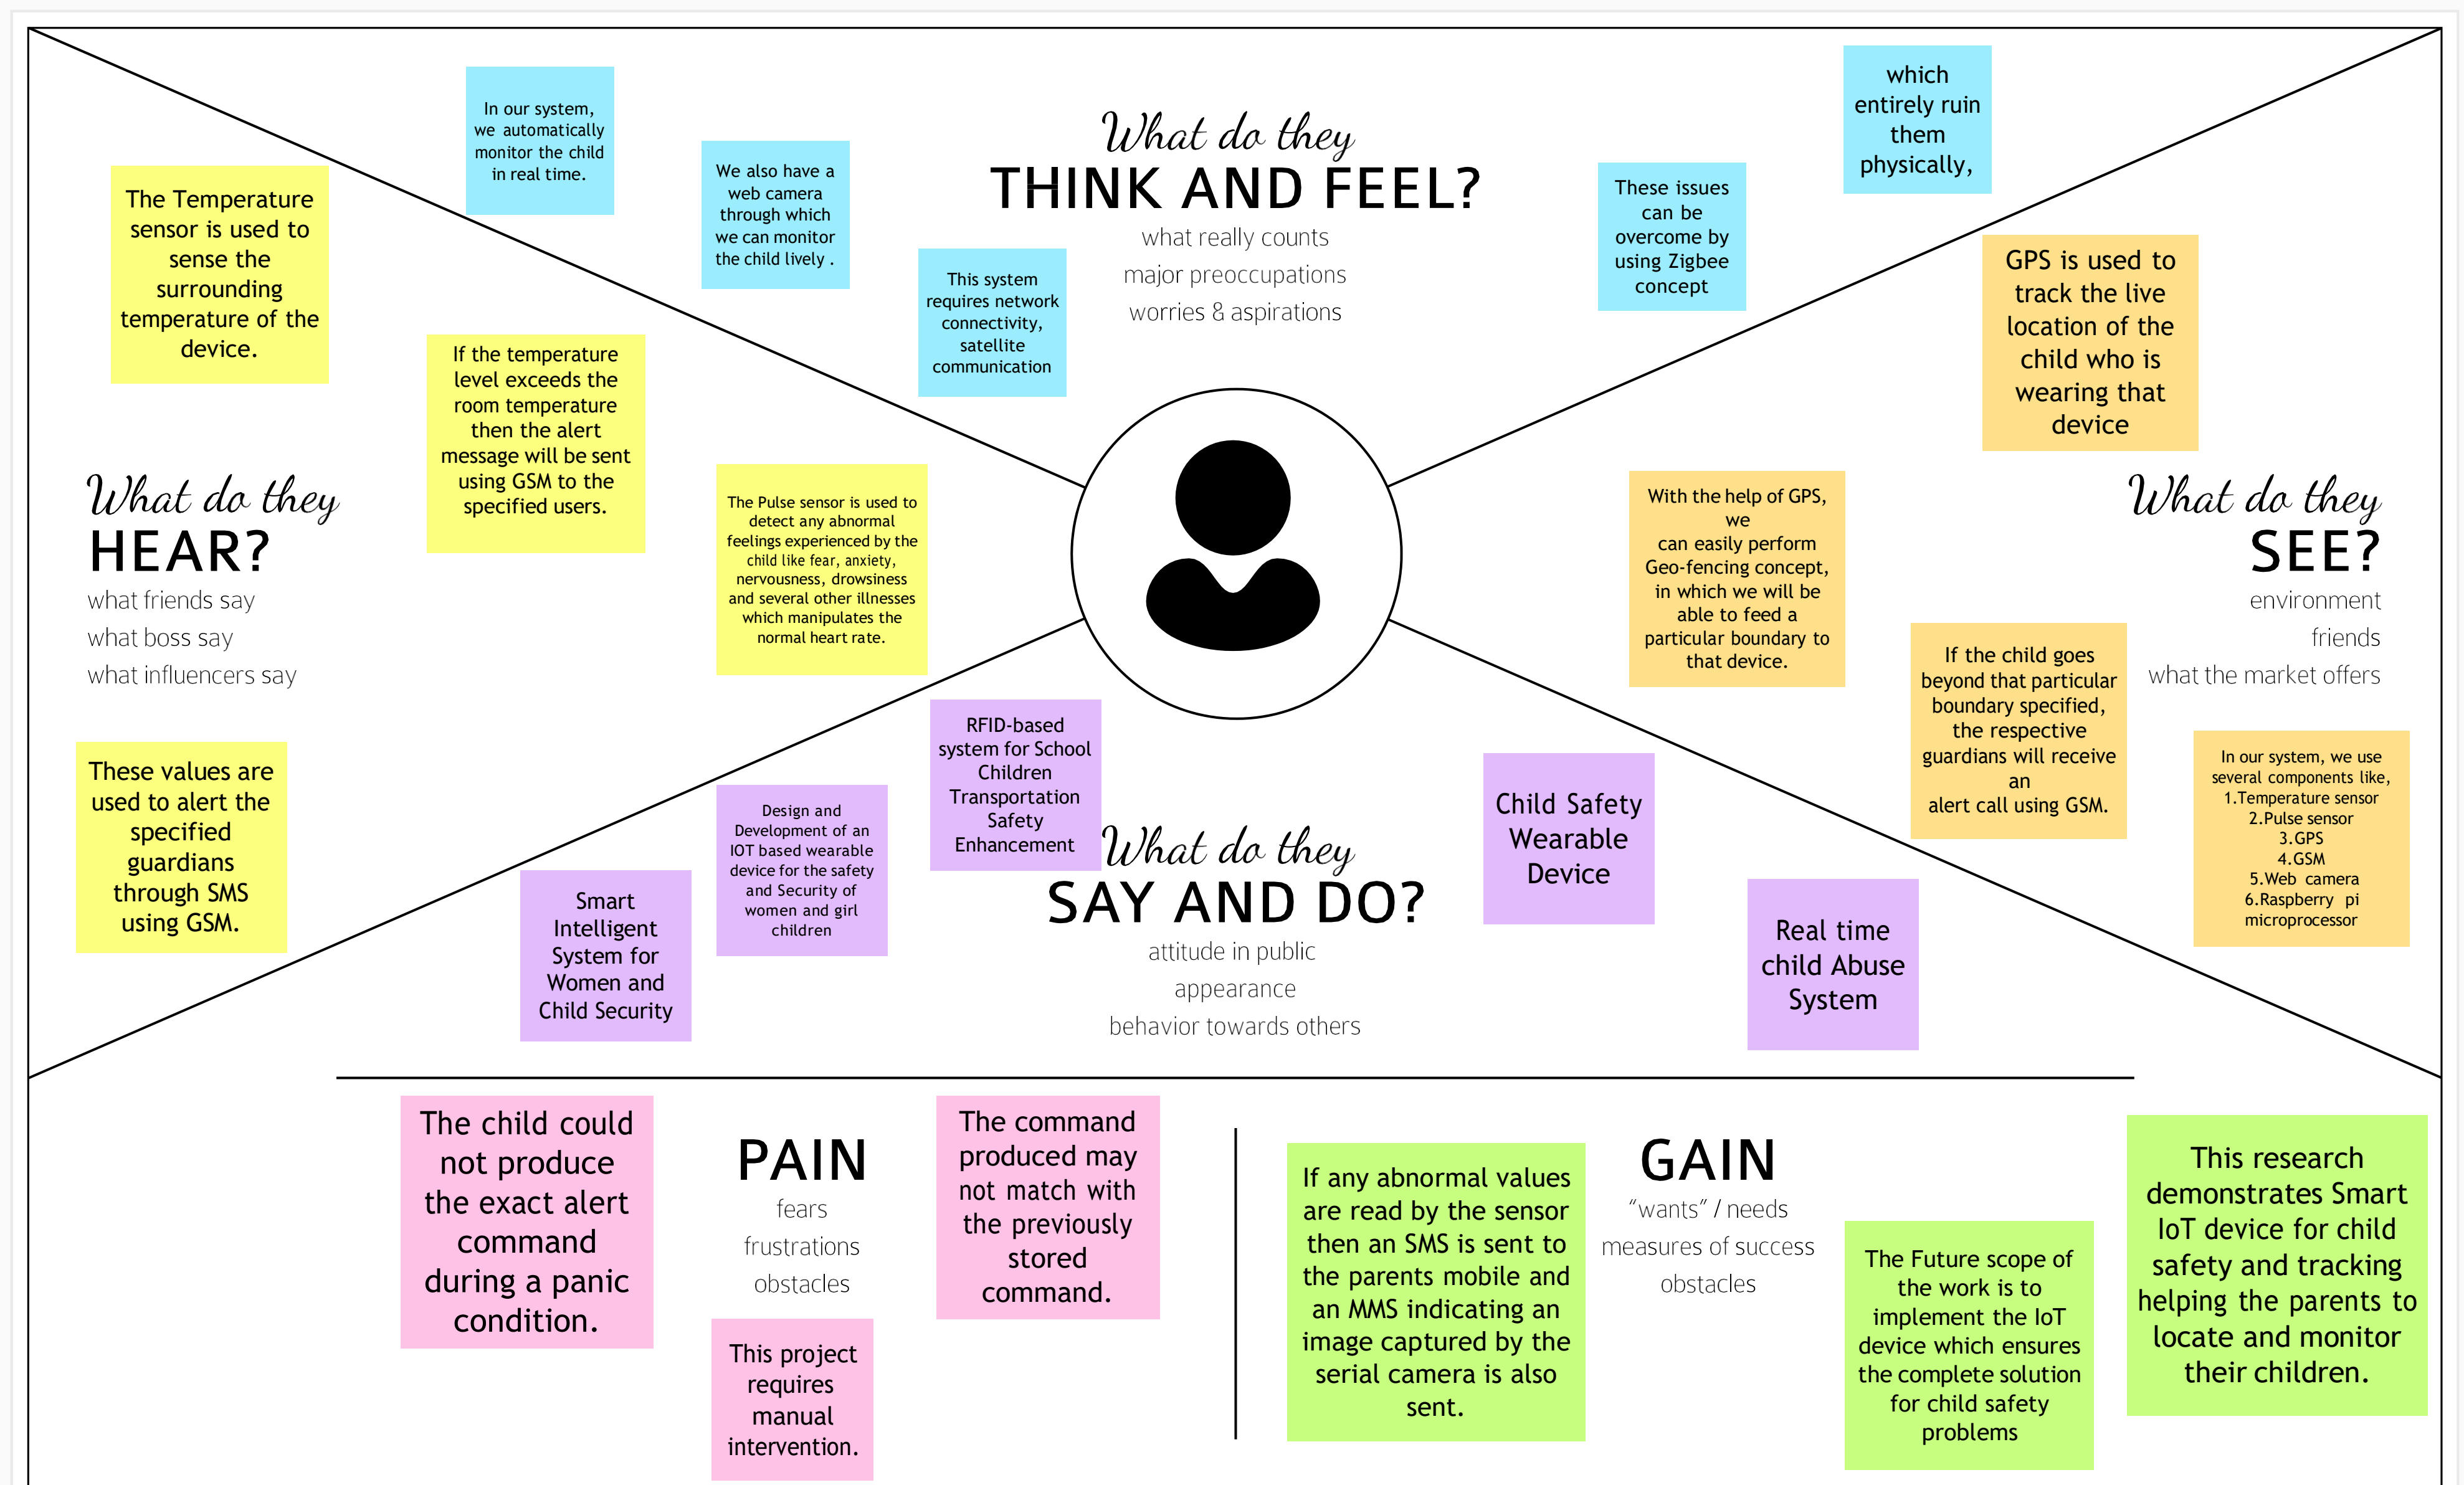 In our system,
we automatically
monitor the child
in real time.
We also have a
web camera
through which
we can monitor
the child lively .
This system
requires network
connectivity,
satellite
communication
What do they
THINK AND FEEL?
what really counts
major preoccupations
worries & aspirations
These issues
can be
overcome by
using Zigbee
concept
which
entirely ruin
them
physically,
The Temperature
sensor is used to
sense the
surrounding
temperature of the
device.
If the temperature
level exceeds the
room temperature
then the alert
message will be sent
using GSM to the
specified users.
The Pulse sensor is used to
detect any abnormal
feelings experienced by the
child like fear, anxiety,
nervousness, drowsiness
and several other illnesses
which manipulates the
normal heart rate.
What do they
HEAR?
what friends say
what boss say
what influencers say
These values are
used to alert the
specified
guardians
through SMS
using GSM.
GPS is used to
track the live
location of the
child who is
wearing that
device
With the help of GPS,
we
can easily perform
Geo-fencing concept,
in which we will be
able to feed a
particular boundary to
that device.
What do they
SEE?
environment
friends
what the market offers
If the child goes
beyond that particular
boundary specified,
the respective
guardians will receive
an
alert call using GSM.
In our system, we use
several components like,
1.Temperature sensor
2.Pulse sensor
3.GPS
4.GSM
5.Web camera
6.Raspberry pi
microprocessor
RFID-based
system for School
Children
Transportation
Safety
Enhancement
Design and
Development of an
IOT based wearable
device for the safety
and Security of
women and girl
children
Smart
Intelligent
System for
Women and
Child Security
What do they
SAY AND DO?
attitude in public
appearance
behavior towards others
Child Safety
Wearable
Device
Real time
child Abuse
System
The child could
not produce
the exact alert
command
during a panic
condition.
PAIN
fears
frustrations
obstacles
This project
requires
manual
intervention.
The command
produced may
not match with
the previously
stored
command.
If any abnormal values
are read by the sensor
then an SMS is sent to
the parents mobile and
an MMS indicating an
image captured by the
serial camera is also
sent.
GAIN
“wants” / needs
measures of success
obstacles
The Future scope of
the work is to
implement the IoT
device which ensures
the complete solution
for child safety
problems
This research
demonstrates Smart
IoT device for child
safety and tracking
helping the parents to
locate and monitor
their children.